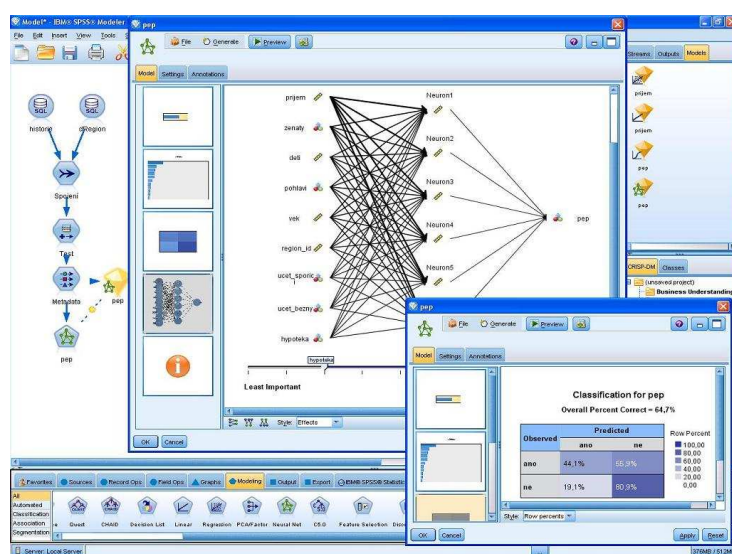 Model* - IBM® SPSS® Modeler
File Edit Insert View Tools
SQL SQL
historie
Spojení
Test
Metadata
pep
pep
pep
File Generate Preview
Model Settings Annotations
prijem
zenaty
deti
pohlavi
vek
region_id
ucet_sporic
i
ucet_bezny
hypoteka
Neuron1
Neuron2
Neuron3
Neuron4
Neuron5
pep
hypoteka
Least Important
Style: Effects
OK Cancel
Streams Outputs Models
prijem
prijem
pep
pep
CRISP-DM Classes
(unsaved project)
Business Understanding
pep
File Generate Preview
Model Settings Annotations
Classification for pep
Overall Percent Correct = 64,7%
Observed Predicted
ano ne
ano 44,1% 55,9%
ne 19,1% 80,9%
Row Percent
100,00
80,00
60,00
40,00
20,00
0,00
Style: Row percents
OK Cancel Apply Reset
Favorites Sources Record Ops Field Ops Graphs Modeling Output Export IBM® SPSS® Statistics
All
Automated
Classification
Association
Segmentation
Quest CHAID Decision List Linear Regression PCA/Factor Neural Net C5.0 Feature Selection
Server: Local Server
376MB / 512M